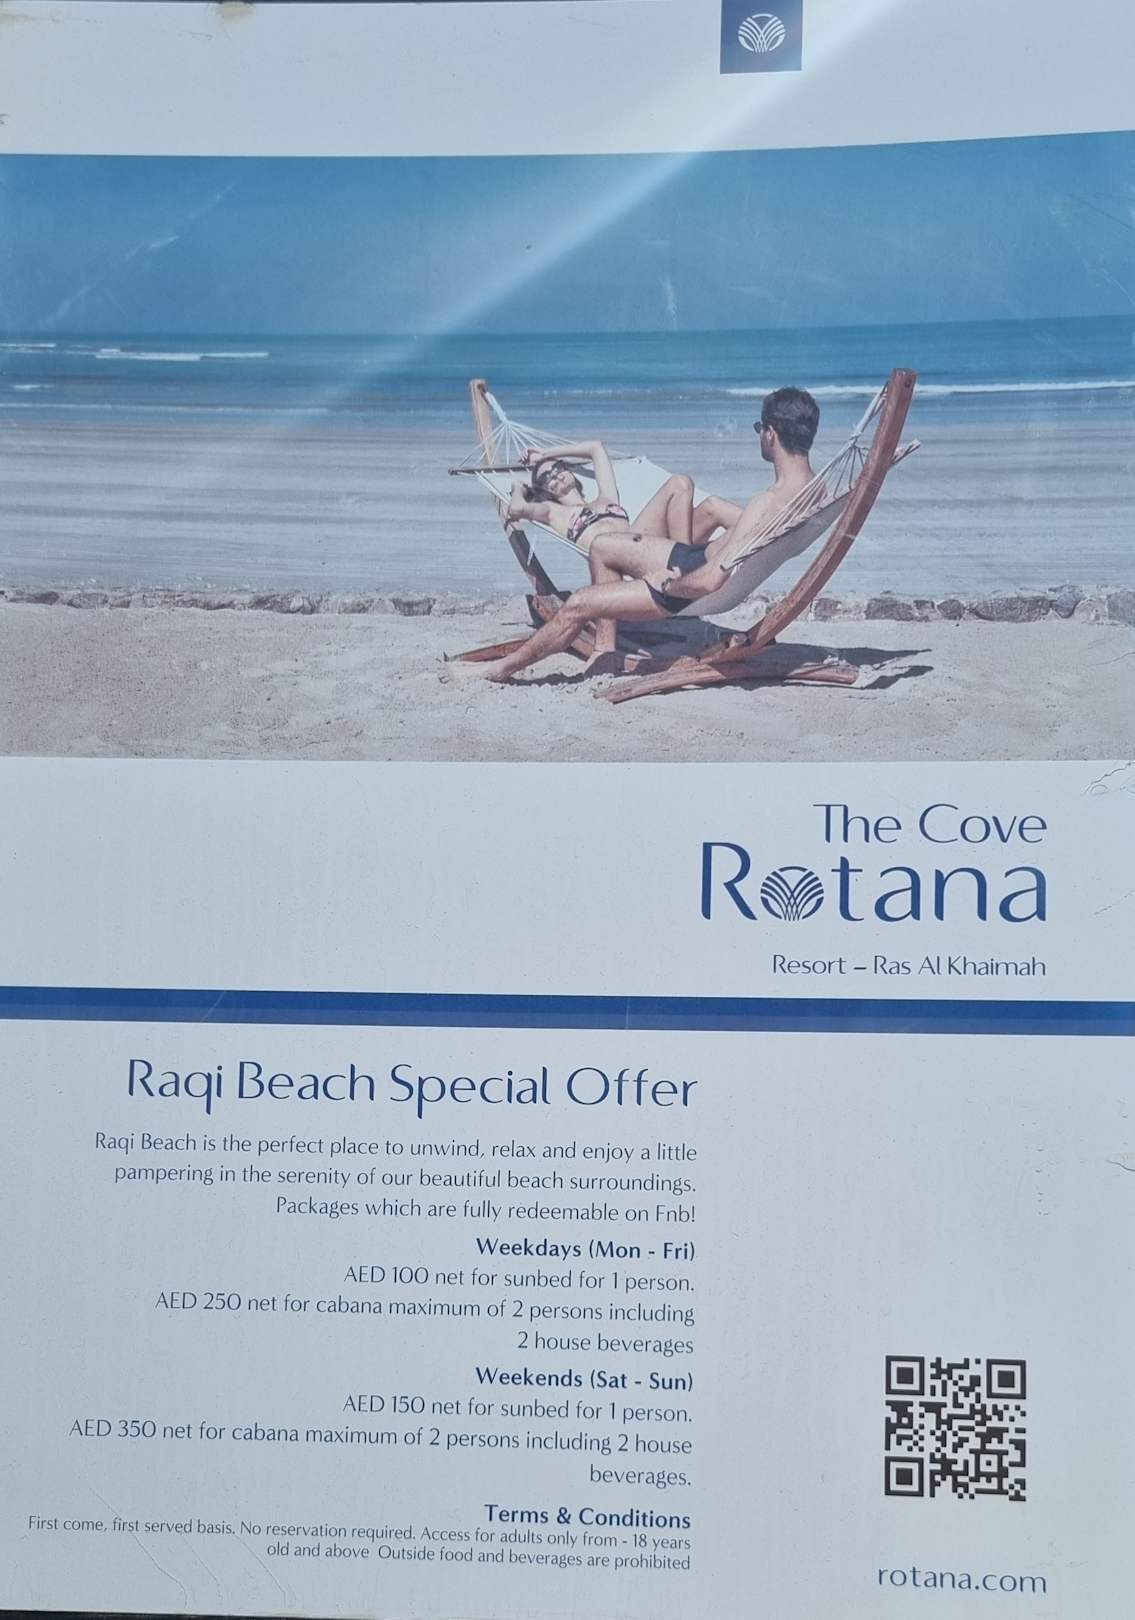 The Cove
Rotana
Resort – Ras Al Khaimah
Raqi Beach Special Offer
Raqi Beach is the perfect place to unwind, relax and enjoy a little
pampering in the serenity of our beautiful beach surroundings.
Packages which are fully redeemable on Fnb!
Weekdays (Mon - Fri)
AED 100 net for sunbed for 1 person.
AED 250 net for cabana maximum of 2 persons including
2 house beverages
Weekends (Sat - Sun)
AED 150 net for sunbed for 1 person.
AED 350 net for cabana maximum of 2 persons including 2 house
beverages.
Terms & Conditions
First come, first served basis. No reservation required. Access for adults only from - 18 years
old and above  Outside food and beverages are prohibited
rotana.com